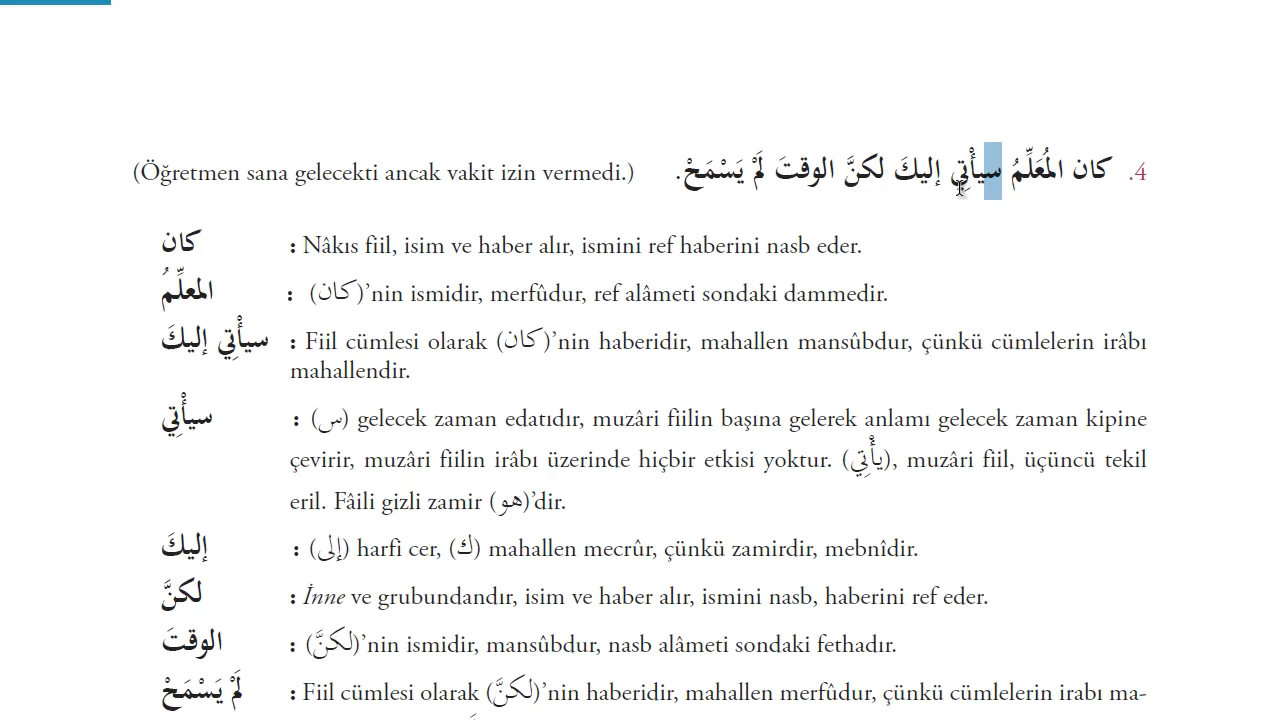 4. كان المُعَلِّمُ سيأْتِي إليكَ لكنَّ الوقتَ لَمْ يَسْمَحْ. (Öğretmen sana gelecekti ancak vakit izin vermedi.)
كان : Nâkıs fiil, isim ve haber alır, ismini ref haberini nasb eder.
المعلِّمُ : (كان)’nin ismidir, merfûdur, ref alâmeti sondaki dammedir.
سيأْتِي إليكَ : Fiil cümlesi olarak (كان)’nin haberidir, mahallen mansûbdur, çünkü cümlelerin irâbı
mahallendir.
سيأْتِي : (س) gelecek zaman edatıdır, muzâri fiilin başına gelerek anlamı gelecek zaman kipine
çevirir, muzâri fiilin irâbı üzerinde hiçbir etkisi yoktur. (يأْتِي), muzâri fiil, üçüncü tekil
eril. Fâili gizli zamir (هو)’dir.
إليكَ : (إلى) harfi cer, (ك) mahallen mecrûr, çünkü zamirdir, mebnîdir.
لكنَّ : İnne ve grubundandır, isim ve haber alır, ismini nasb, haberini ref eder.
الوقتَ : (لكنَّ)’nin ismidir, mansûbdur, nasb alâmeti sondaki fethadır.
لَمْ يَسْمَحْ : Fiil cümlesi olarak (لكنَّ)’nin haberidir, mahallen merfûdur, çünkü cümlelerin irabı ma-